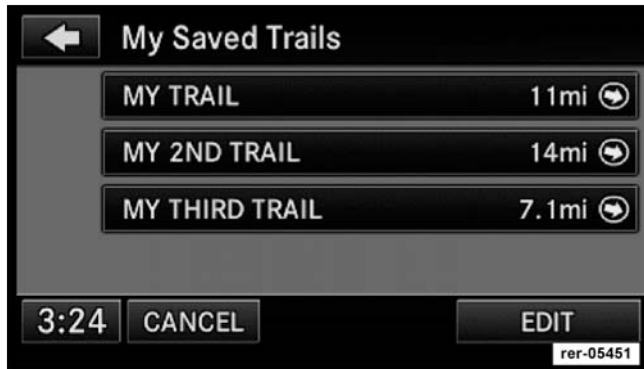 My Saved Trails
MY TRAIL 11mi
MY 2ND TRAIL 14mi
MY THIRD TRAIL 7.1mi
3:24 CANCEL EDIT
rer-05451